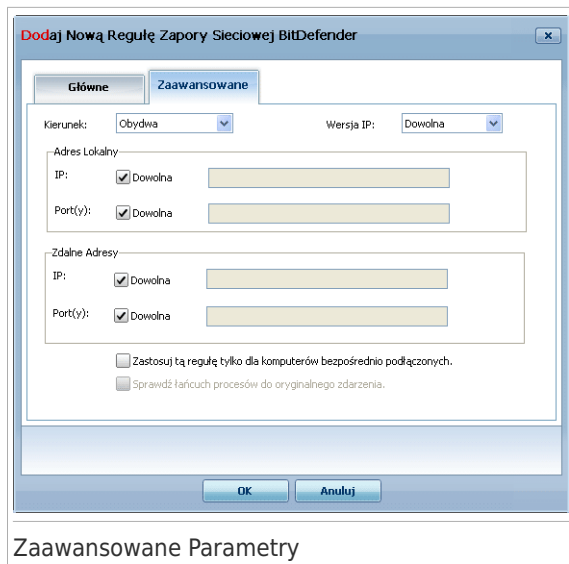 Dodaj Nową Regułę Zapory Sieciowej BitDefender
Główne Zaawansowane
Kierunek: Obydwa Wersja IP: Dowolna
Adres Lokalny
IP: Dowolna
Port(y): Dowolna
Zdalne Adresy
IP: Dowolna
Port(y): Dowolna
Zastosuj tą regułę tylko dla komputerów bezpośrednio podłączonych.
Sprawdź łańcuch procesów do oryginalnego zdarzenia.
OK Anuluj
Zaawansowane Parametry